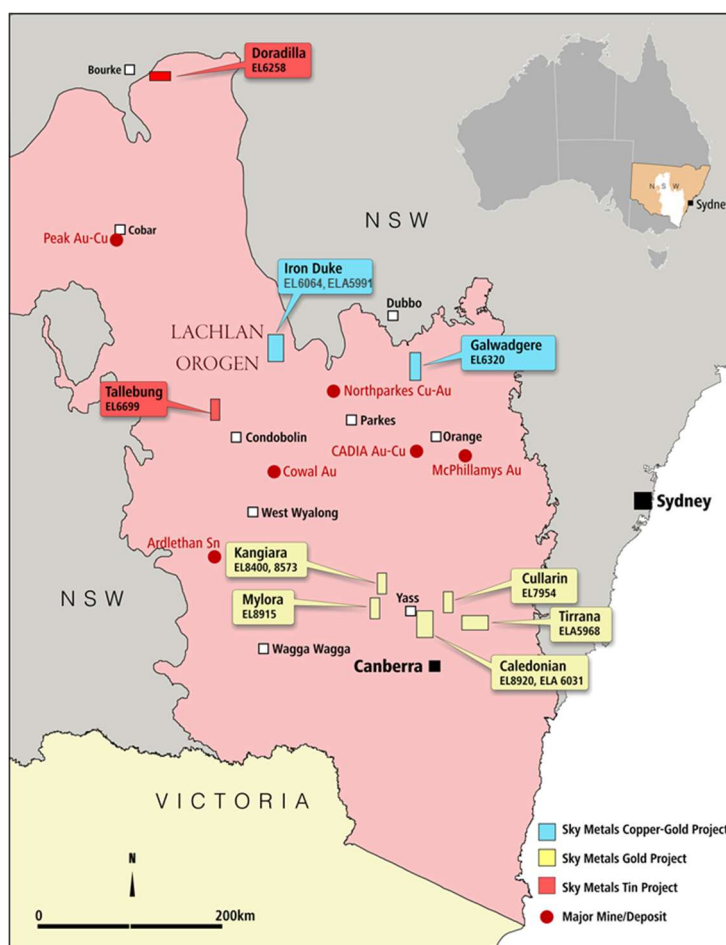 Doradilla
EL6258
Bourke
N S W
Sydney
NSW
Cobar
Peak Au-Cu
Iron Duke
EL6064, ELA5991
Dubbo
LACHLAN
OROGEN
Galwadgere
EL6320
Tallebung
EL6699
Northparkes Cu-Au
Parkes
Condobolin
Orange
CADIA Au-Cu
McPhillamys Au
Cowal Au
Sydney
West Wyalong
Ardlethan Sn
Kangiara
EL8400, 8573
Cullarin
EL7954
NSW
Mylora
EL8915
Yass
Tirrana
ELA5968
Wagga Wagga
Canberra
Caledonian
EL8920, ELA 6031
VICTORIA
Sky Metals Copper-Gold Project
Sky Metals Gold Project
N
Sky Metals Tin Project
0
200km
Major Mine/Deposit